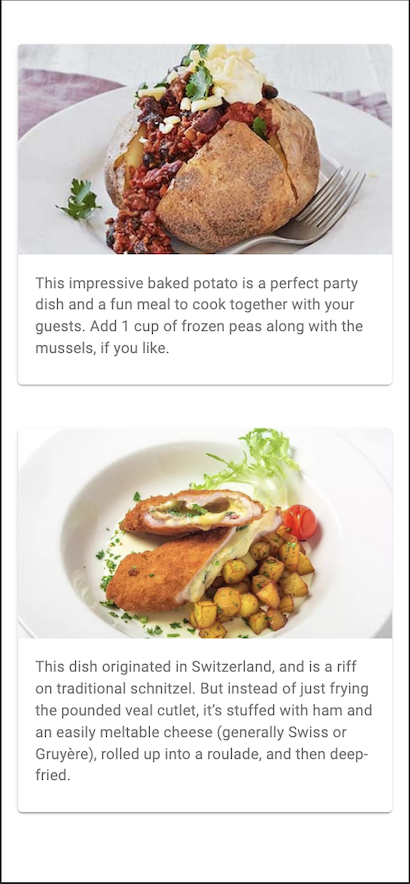 This impressive baked potato is a perfect party
dish and a fun meal to cook together with your
guests. Add 1 cup of frozen peas along with the
mussels, if you like.
This dish originated in Switzerland, and is a riff
on traditional schnitzel. But instead of just frying
the pounded veal cutlet, it‘s stuffed with ham and
an easily meltable cheese (generally Swiss or
Gruyère), rolled up into a roulade, and then deep-
fried.